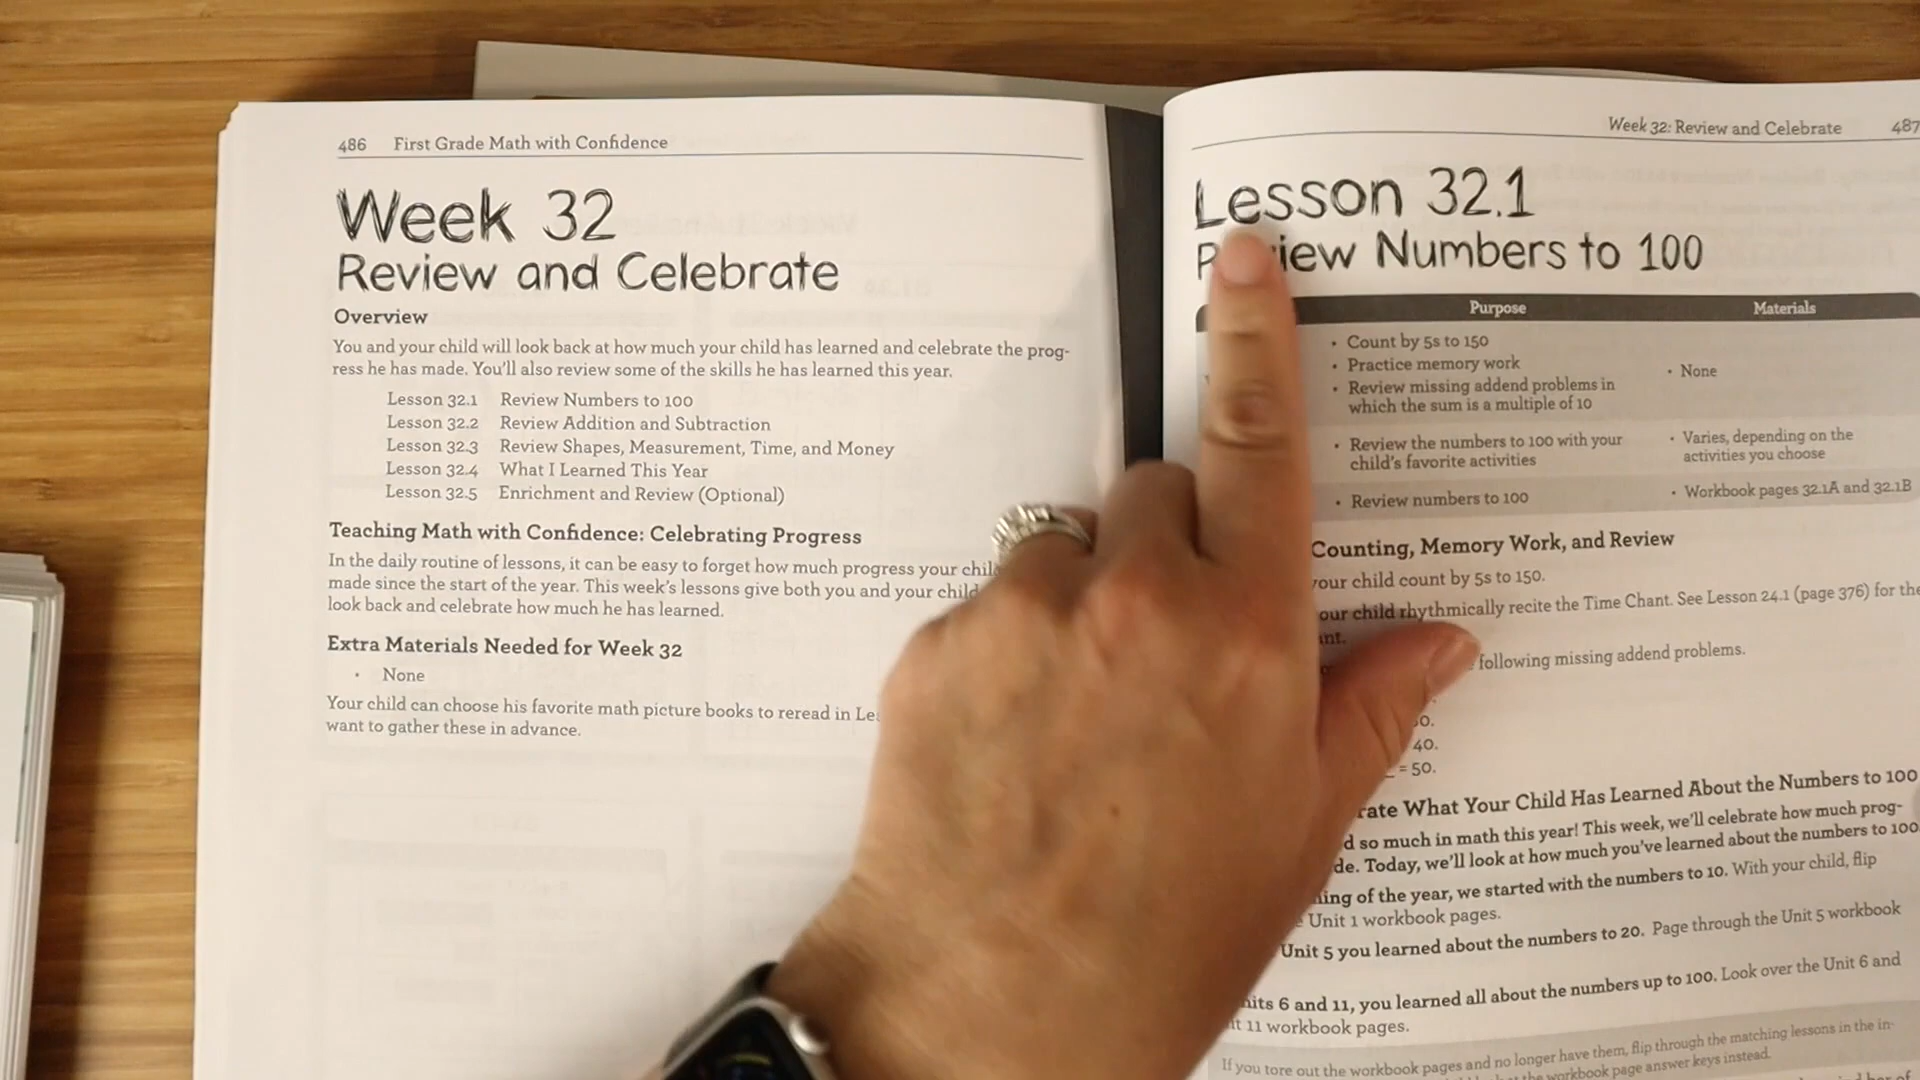 486 First Grade Math with Confidence
Week 32
Review and Celebrate
Overview
You and your child will look back at how much your child has learned and celebrate the prog-
ress he has made. You'll also review some of the skills he has learned this year.
Lesson 32.1 Review Numbers to 100
Lesson 32.2 Review Addition and Subtraction
Lesson 32.3 Review Shapes, Measurement, Time, and Money
Lesson 32.4 What I Learned This Year
Lesson 32.5 Enrichment and Review (Optional)
Teaching Math with Confidence: Celebrating Progress
In the daily routine of lessons, it can be easy to forget how much progress your
made since the start of the year. This week's lessons give both you and your child
look back and celebrate how much he has learned.
Extra Materials Needed for Week 32
• None
Your child can choose his favorite math picture books to reread in
want to gather these in advance.
Week 32: Review and Celebrate 487
Lesson 32.1
Numbers to 100
Purpose Materials
• Count by 5s to 150
• Practice memory work
• Review missing addend problems in
which the sum is a multiple of 10
• None
• Review the numbers to 100 with your
child's favorite activities
• Varies, depending on the
activities you choose
• Review numbers to 100
• Workbook pages 32.1A and 32.1B
Counting, Memory Work, and Review
your child count by 5s to 150.
your child rhythmically recite the Time Chant. See Lesson 24.1 (page 376) for the
following missing addend problems.
40.
= 50.
What Your Child Has Learned About the Numbers to 100
so much in math this year! This week, we'll celebrate how much prog-
Today, we'll look at how much you've learned about the numbers to 100
of the year, we started with the numbers to 10. With your child, flip
Unit 1 workbook pages.
Unit 5 you learned about the numbers to 20. Page through the Unit 5 workbook
6 and 11, you learned all about the numbers up to 100. Look over the Unit 6 and
11 workbook pages.
If you tore out the workbook pages and no longer have them, flip through the matching lessons in the in-
workbook page answer keys instead.